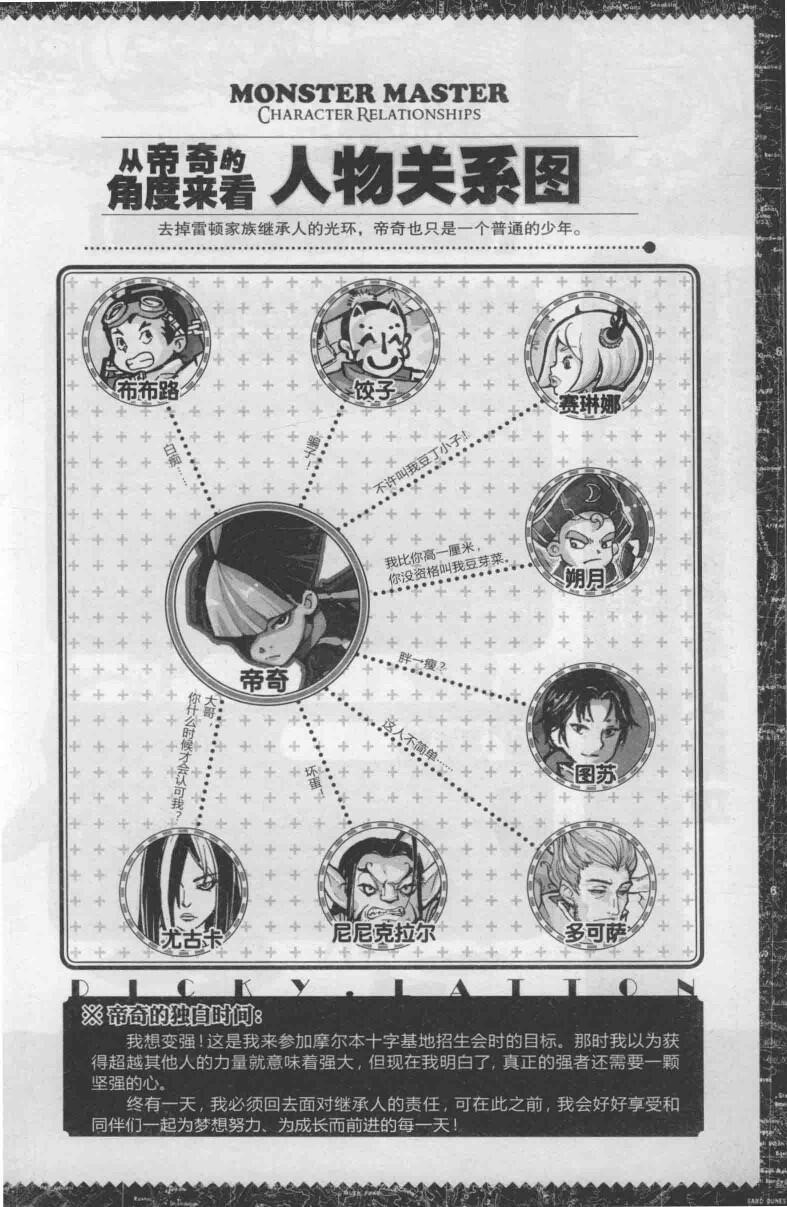 MONSTER MASTER
CHARACTER RELATIONSHIPS
从帝奇的
角度来看
人物关系图
去掉雷顿家族继承人的光环，帝奇也只是一个普通的少年。
布布路
饺子
赛琳娜
白痴……
骗子！
不许叫我豆丁小子！
朔月
我比你高一厘米，
你没资格叫我豆芽菜。
帝奇
胖一瘦？
图苏
大哥，
你什么时候才会认可我？
坏蛋！
这人不简单……
尤古卡
尼尼克拉尔
多可萨
DICKY.LATTON
※ 帝奇的独白时间：
我想变强！这是我来参加摩尔本十字基地招生会时的目标。那时我以为获
得超越其他人的力量就意味着强大，但现在我明白了，真正的强者还需要一颗
坚强的心。
终有一天，我必须回去面对继承人的责任，可在此之前，我会好好享受和
同伴们一起为梦想努力、为成长而前进的每一天！
SAND DUNES